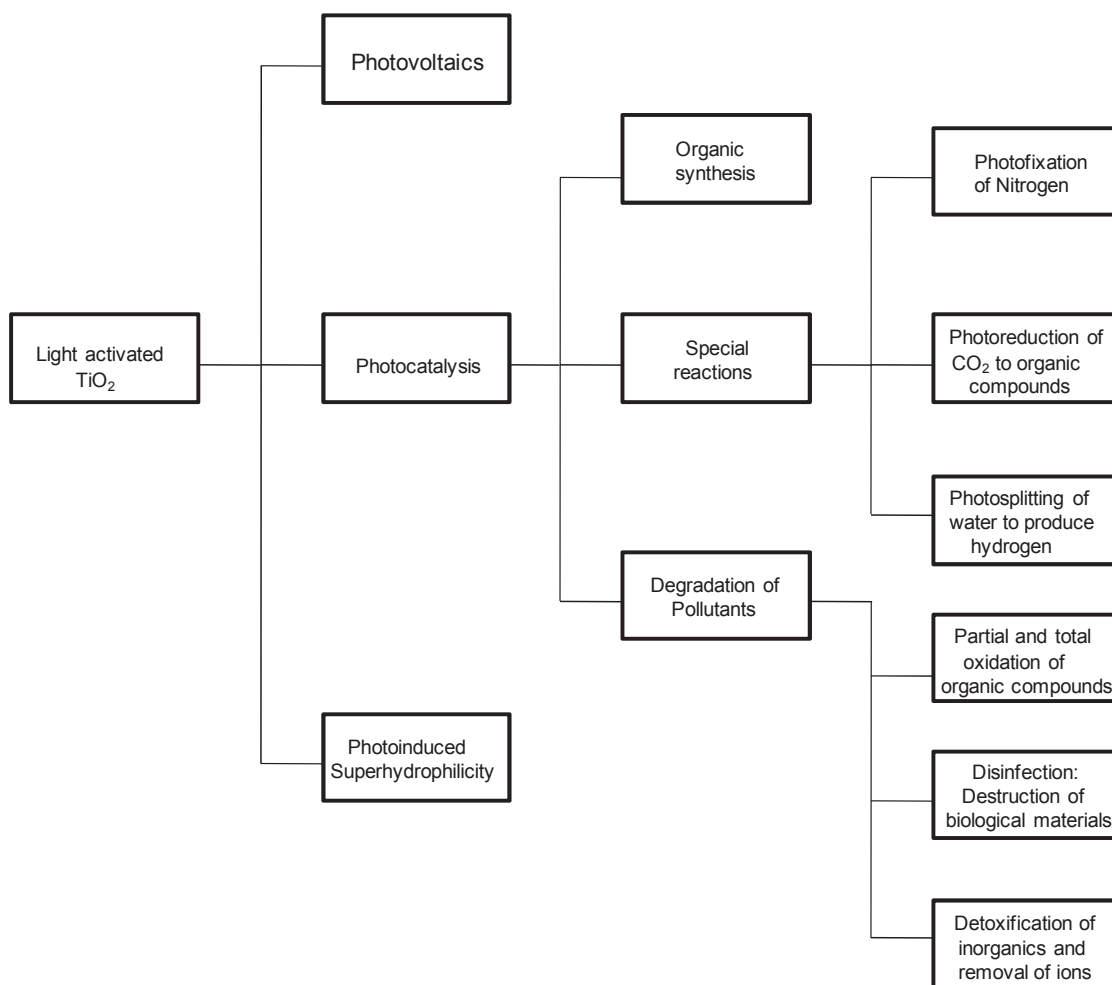 Photovoltaics
Organic
synthesis
Photofixation
of Nitrogen
Light activated
TiO₂
Photocatalysis
Special
reactions
Photoreduction of
CO₂ to organic
compounds
Photosplitting of
water to produce
hydrogen
Degradation of
Pollutants
Partial and total
oxidation of
organic compounds
Photoinduced
Superhydrophilicity
Disinfection:
Destruction of
biological materials
Detoxification of
inorganics and
removal of ions